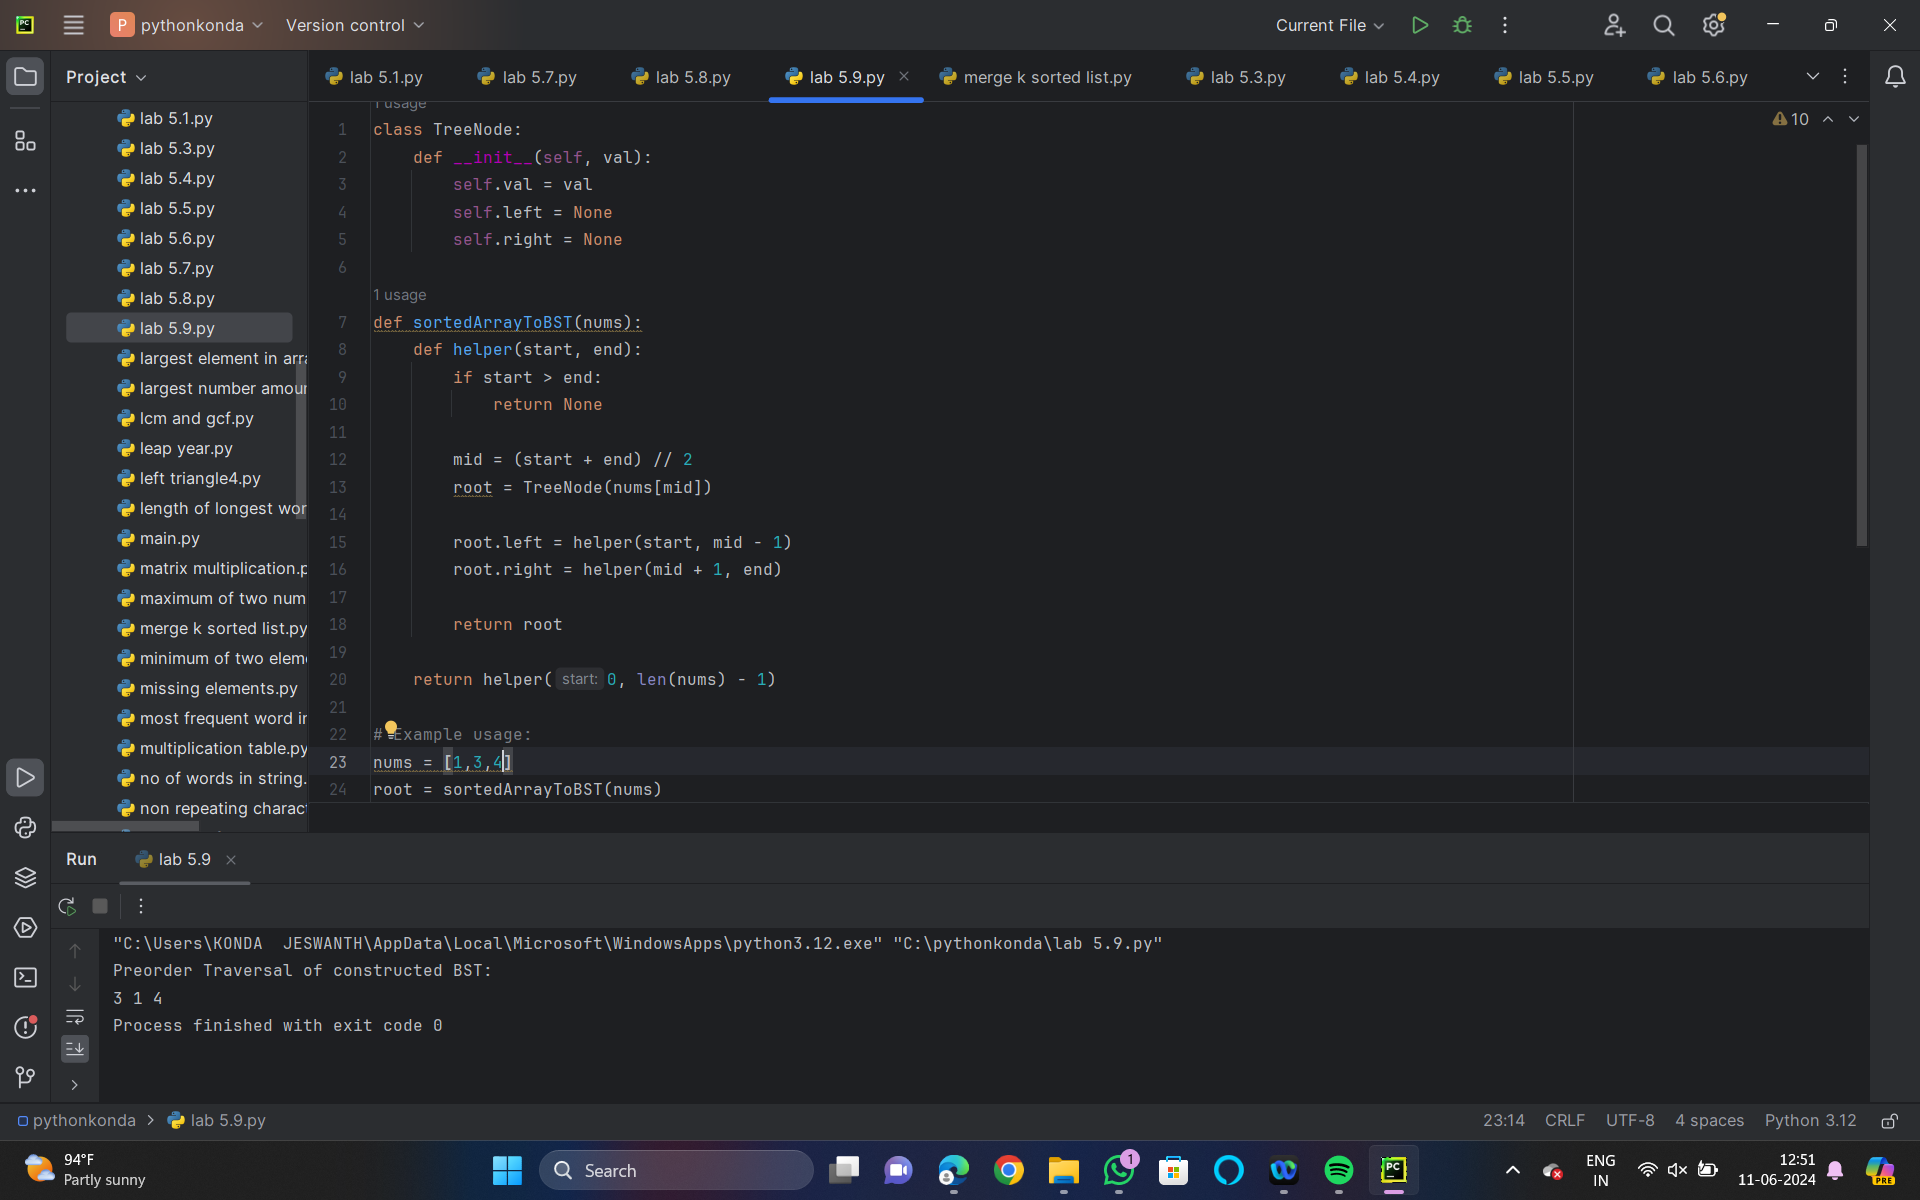 PC P pythonkonda Version control Current File
Project
lab 5.1.py lab 5.7.py lab 5.8.py lab 5.9.py merge k sorted list.py lab 5.3.py lab 5.4.py lab 5.5.py lab 5.6.py
lab 5.1.py
lab 5.3.py
lab 5.4.py
lab 5.5.py
lab 5.6.py
lab 5.7.py
lab 5.8.py
lab 5.9.py
largest element in arra
largest number amour
lcm and gcf.py
leap year.py
left triangle4.py
length of longest wor
main.py
matrix multiplication.p
maximum of two num
merge k sorted list.py
minimum of two eleme
missing elements.py
most frequent word in
multiplication table.py
no of words in string.
non repeating charact
1 usage
10
1 class TreeNode:
2 def __init__(self, val):
3 self.val = val
4 self.left = None
5 self.right = None
6
1 usage
7 def sortedArrayToBST(nums):
8 def helper(start, end):
9 if start > end:
10 return None
11
12 mid = (start + end) // 2
13 root = TreeNode(nums[mid])
14
15 root.left = helper(start, mid - 1)
16 root.right = helper(mid + 1, end)
17
18 return root
19
20 return helper( start: 0, len(nums) - 1)
21
22 # Example usage:
23 nums = [1,3,4]
24 root = sortedArrayToBST(nums)
Run lab 5.9
"C:\Users\KONDA  JESWANTH\AppData\Local\Microsoft\WindowsApps\python3.12.exe" "C:\pythonkonda\lab 5.9.py"
Preorder Traversal of constructed BST:
3 1 4
Process finished with exit code 0
pythonkonda > lab 5.9.py 23:14 CRLF UTF-8 4 spaces Python 3.12
94°F
Partly sunny
Search
1
PC
ENG
IN
12:51
11-06-2024
PRE